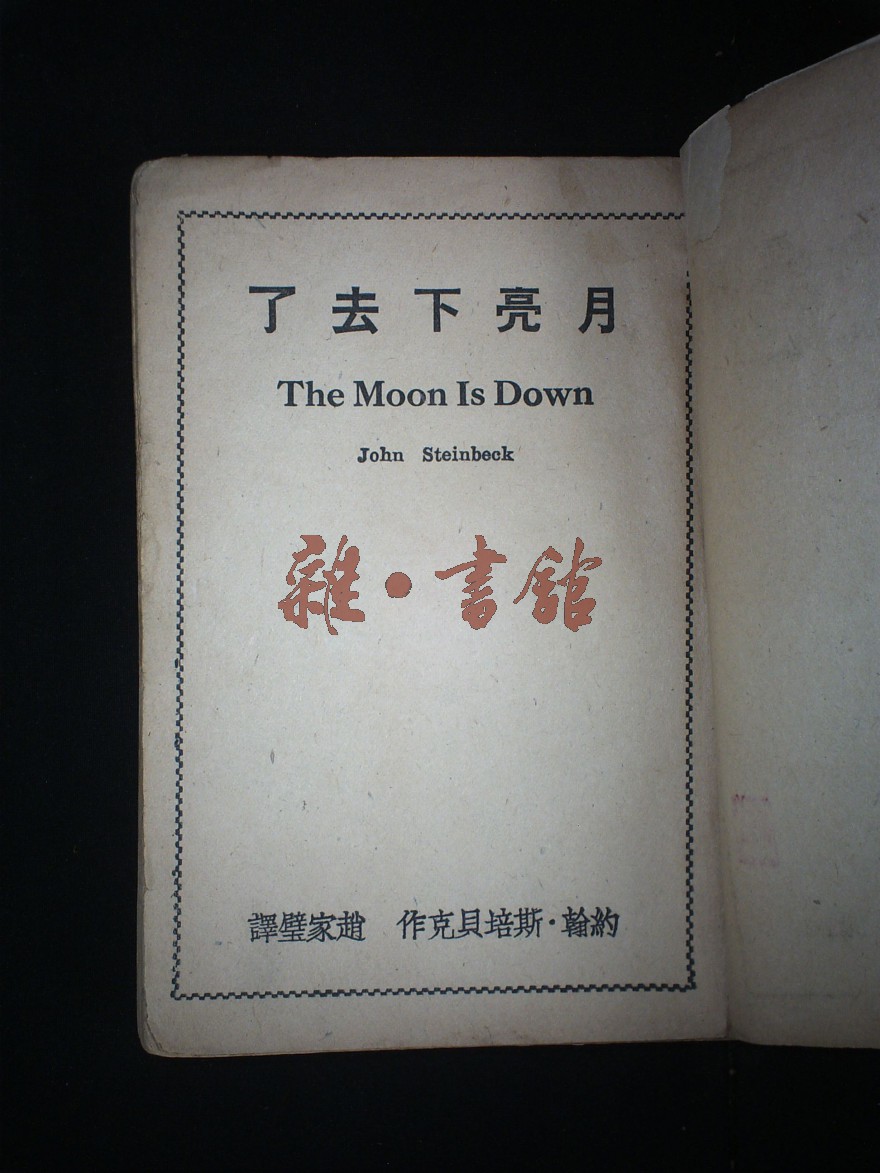 月亮下去了
The Moon Is Down
John Steinbeck
雜·書館
約翰·斯培貝克作 趙家璧譯